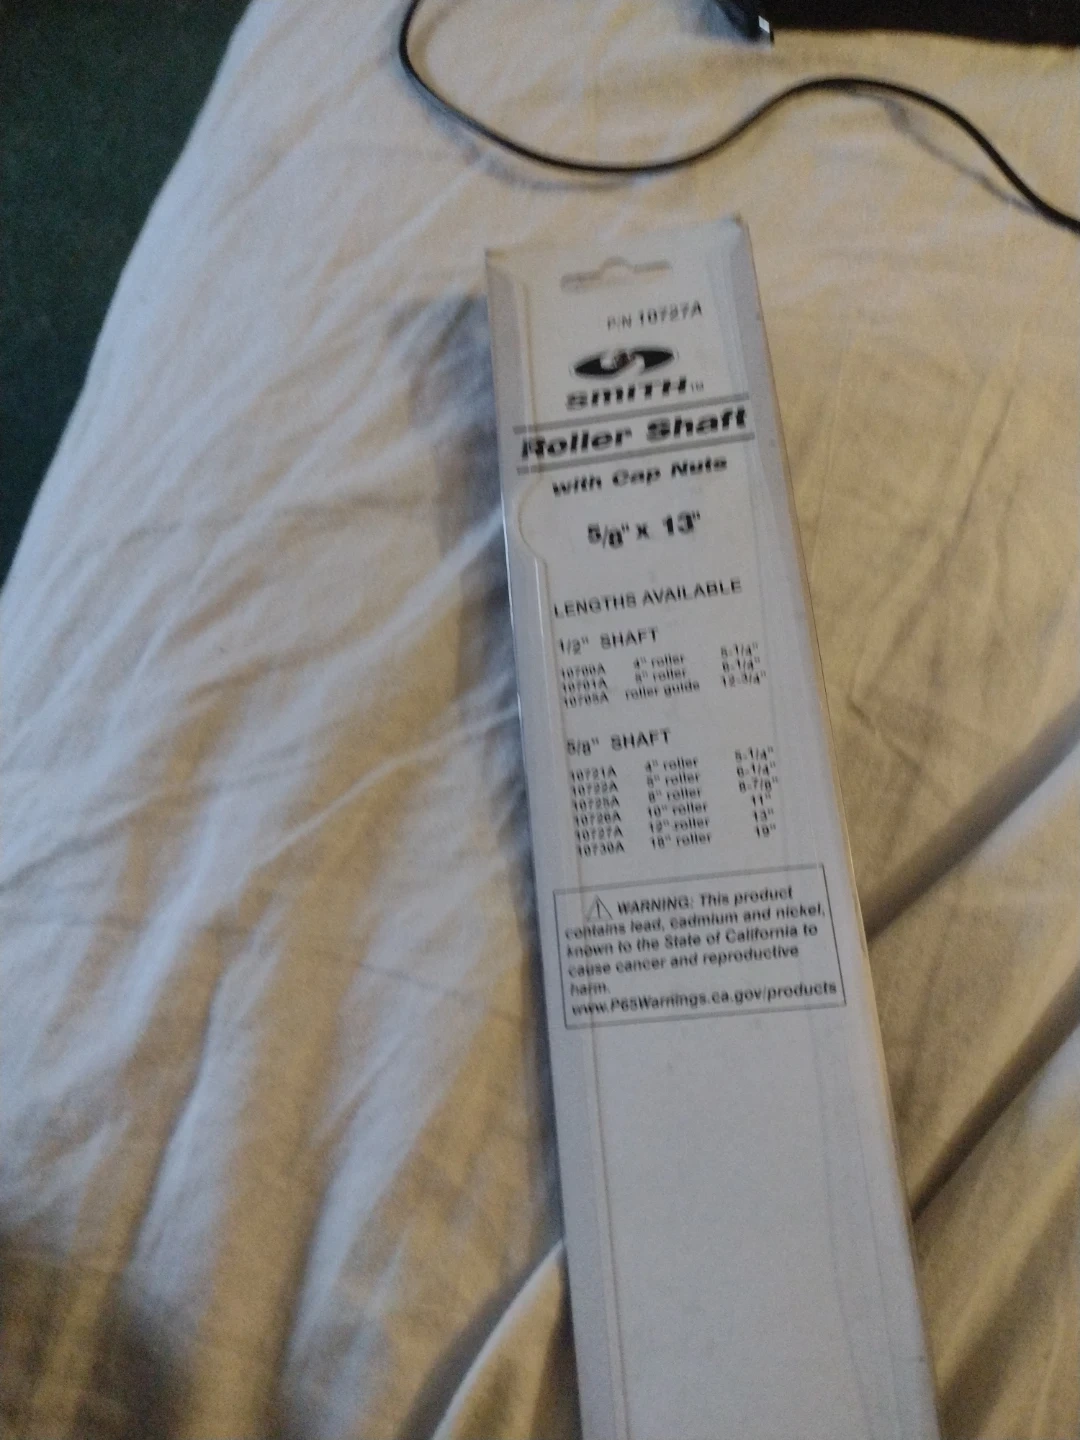 P/N 10727A
SMITH™
Roller Shaft
with Cap Nuts
5/8" x 13"
LENGTHS AVAILABLE
1/2" SHAFT
10700A 4" roller 5-1/4"
10701A 5" roller 6-1/4"
10705A roller guide 12-3/4"
5/8" SHAFT
10721A 4" roller 5-1/4"
10722A 5" roller 6-1/4"
10725A 8" roller 8-7/8"
10726A 10" roller 11"
10727A 12" roller 13"
10730A 18" roller 19"
⚠ WARNING: This product
contains lead, cadmium and nickel,
known to the State of California to
cause cancer and reproductive
harm.
www.P65Warnings.ca.gov/products